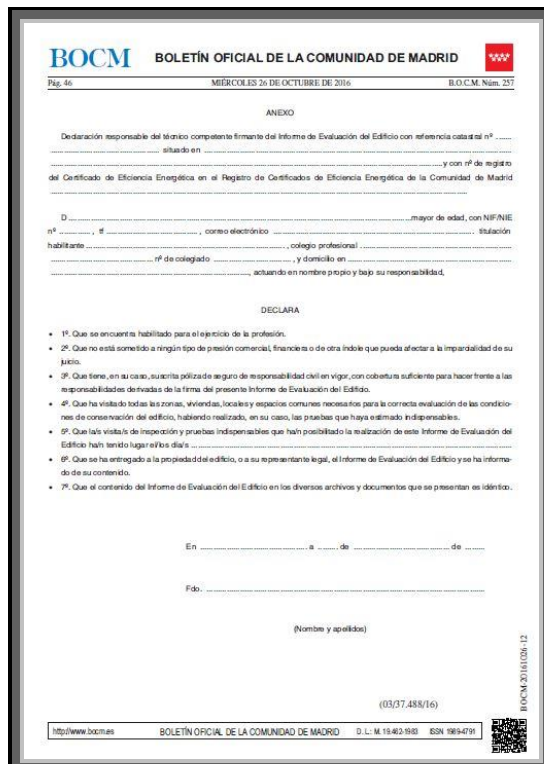 BOCM BOLETÍN OFICIAL DE LA COMUNIDAD DE MADRID
Pág. 46 MIÉRCOLES 26 DE OCTUBRE DE 2016 B.O.C.M. Núm. 257
ANEXO
Declaración responsable del técnico competente firmante del Informe de Evaluación del Edificio con referencia catastral nº ........
.................................................. situado en ..................................................
.................................................. y con nº de registro
del Certificado de Eficiencia Energética en el Registro de Certificados de Eficiencia Energética de la Comunidad de Madrid
..................................................
D .................................................. mayor de edad, con NIF/NIE
nº .............. , tf .............................. , correo electrónico .................................................. titulación
habilitante .................................................. , colegio profesional ..................................................
.............................. nº de colegiado .............................. , y domicilio en ..................................................
.................................................., actuando en nombre propio y bajo su responsabilidad,
DECLARA
• 1º. Que se encuentra habilitado para el ejercicio de la profesión.
• 2º. Que no está sometido a ningún tipo de presión comercial, financiera o de otra índole que pueda afectar a la imparcialidad de su
juicio.
• 3º. Que tiene, en su caso, suscrita póliza de seguro de responsabilidad civil en vigor, con cobertura suficiente para hacer frente a las
responsabilidades derivadas de la firma del presente Informe de Evaluación del Edificio.
• 4º. Que ha visitado todas las zonas, viviendas, locales y espacios comunes necesarios para la correcta evaluación de las condicio-
nes de conservación del edificio, habiendo realizado, en su caso, las pruebas que haya estimado indispensables.
• 5º. Que la/s visita/s de inspección y pruebas indispensables que ha/n posibilitado la realización de este Informe de Evaluación del
Edificio ha/n tenido lugar el/los día/s ..................................................
• 6º. Que se ha entregado a la propiedad del edificio, o a su representante legal, el Informe de Evaluación del Edificio y se ha informa-
do de su contenido.
• 7º. Que el contenido del Informe de Evaluación del Edificio en los diversos archivos y documentos que se presentan es idéntico.
En ........................................ a ......... de .................................... de ........
Fdo. ..................................................
(Nombre y apellidos)
(03/37.488/16)
BOCM-20161026-12
http://www.bocm.es BOLETÍN OFICIAL DE LA COMUNIDAD DE MADRID D. L.: M. 19.462-1983 ISSN 1989-4791